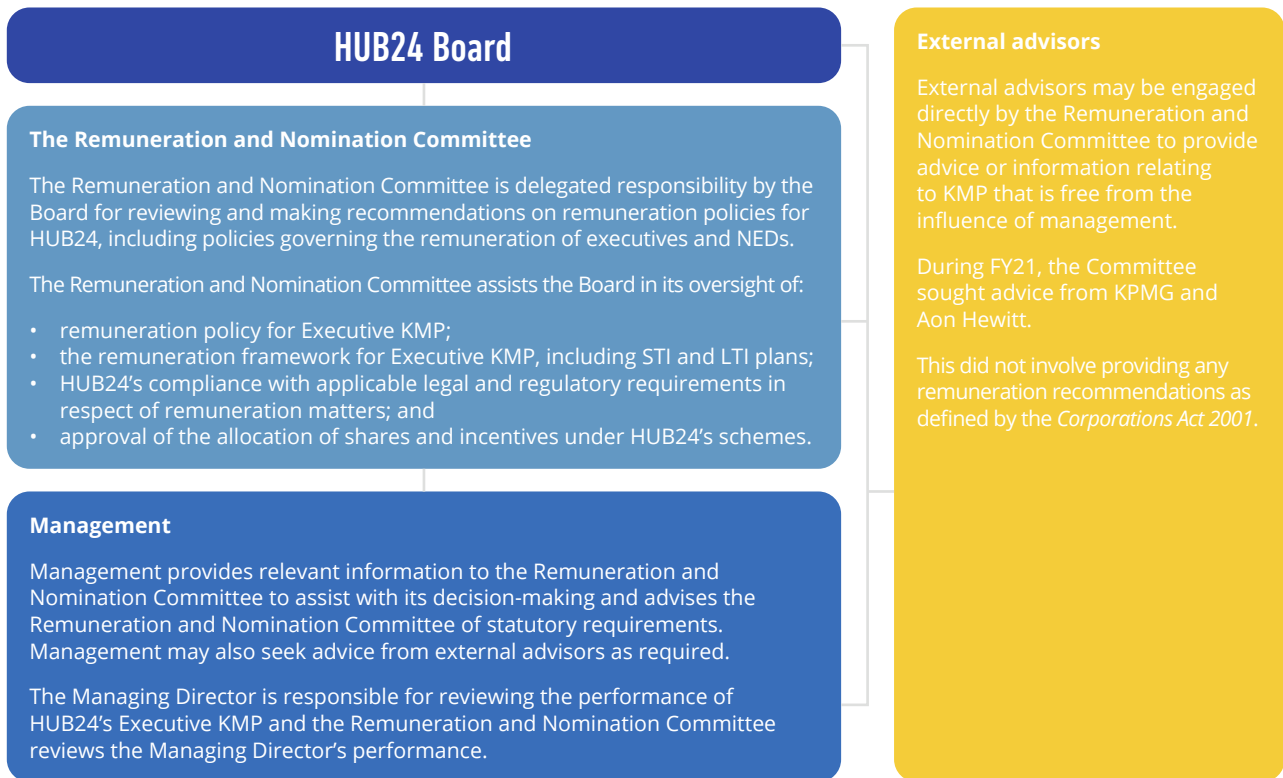 HUB24 Board
The Remuneration and Nomination Committee
The Remuneration and Nomination Committee is delegated responsibility by the
Board for reviewing and making recommendations on remuneration policies for
HUB24, including policies governing the remuneration of executives and NEDs.
The Remuneration and Nomination Committee assists the Board in its oversight of:
• remuneration policy for Executive KMP;
• the remuneration framework for Executive KMP, including STI and LTI plans;
• HUB24’s compliance with applicable legal and regulatory requirements in
respect of remuneration matters; and
• approval of the allocation of shares and incentives under HUB24’s schemes.
Management
Management provides relevant information to the Remuneration and
Nomination Committee to assist with its decision-making and advises the
Remuneration and Nomination Committee of statutory requirements.
Management may also seek advice from external advisors as required.
The Managing Director is responsible for reviewing the performance of
HUB24’s Executive KMP and the Remuneration and Nomination Committee
reviews the Managing Director’s performance.
External advisors
External advisors may be engaged
directly by the Remuneration and
Nomination Committee to provide
advice or information relating
to KMP that is free from the
influence of management.
During FY21, the Committee
sought advice from KPMG and
Aon Hewitt.
This did not involve providing any
remuneration recommendations as
defined by the Corporations Act 2001.